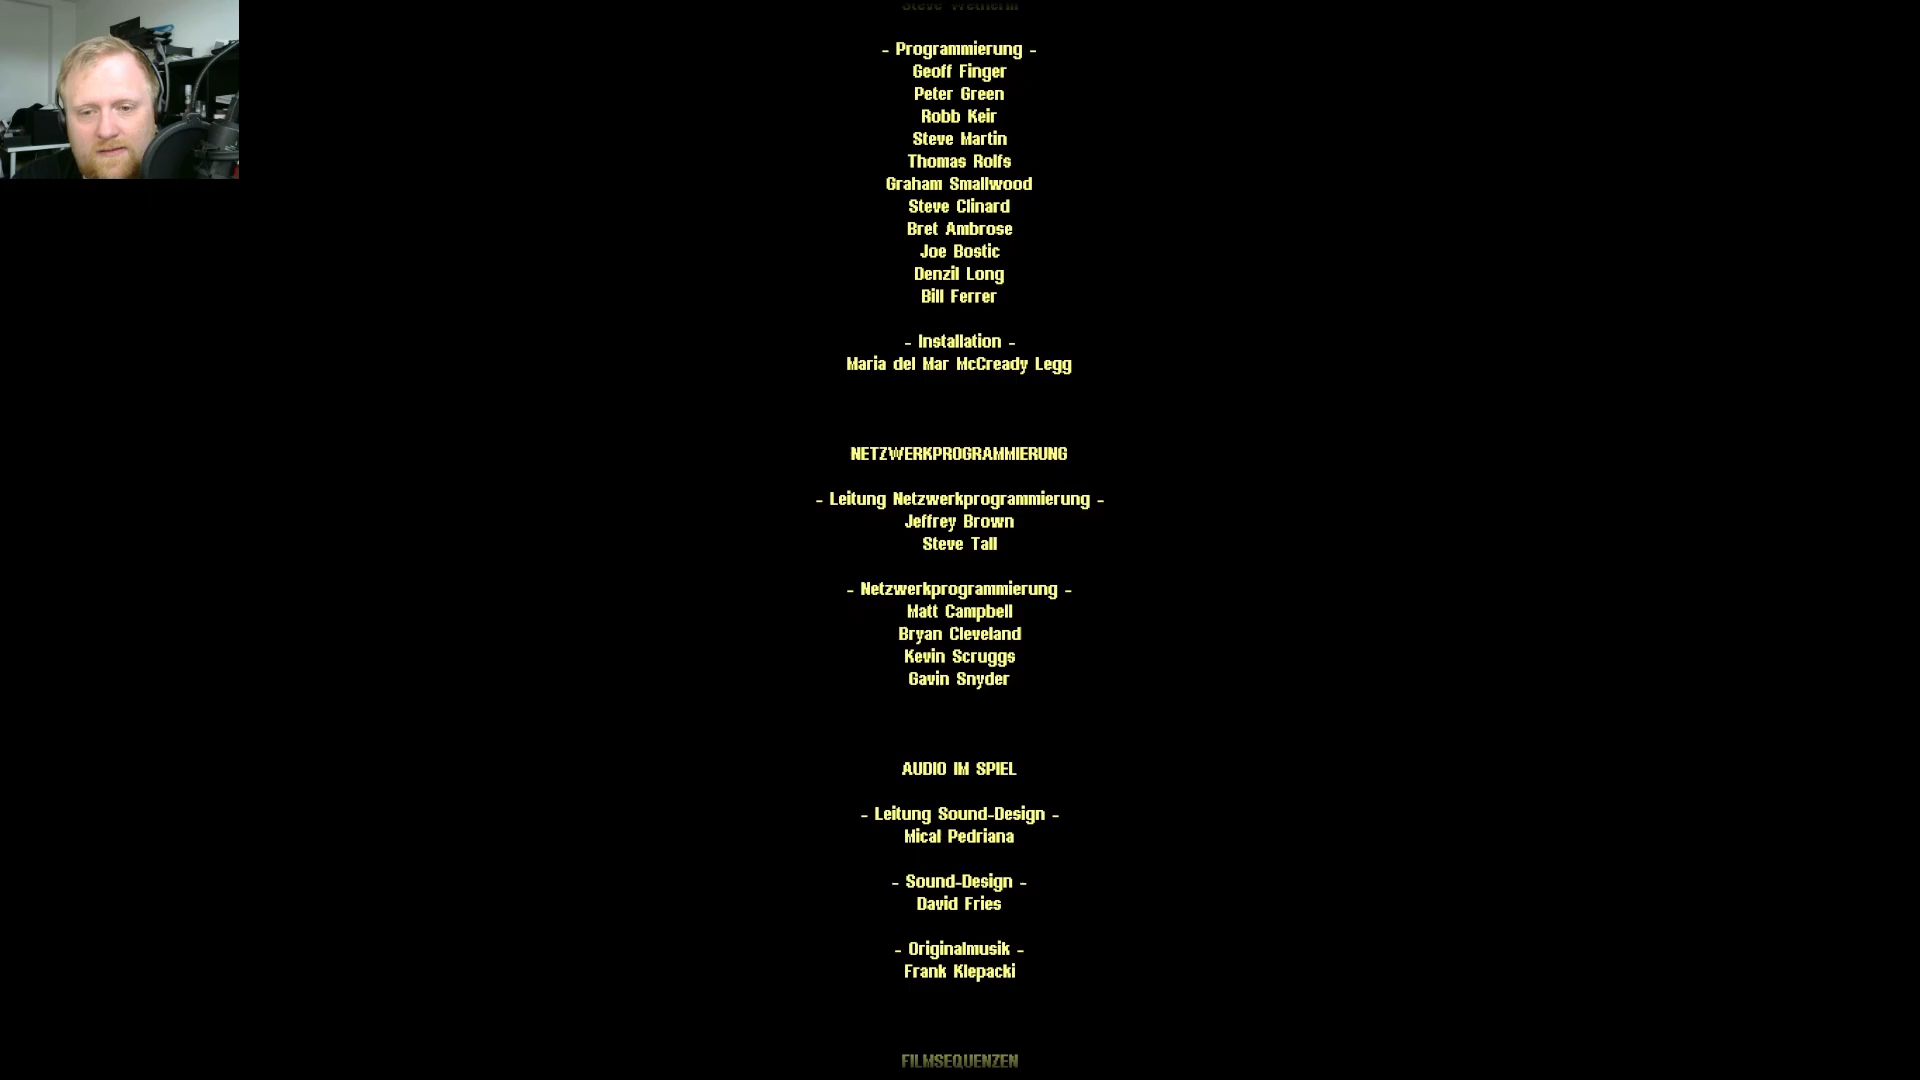 Steve Wetherill
- Programmierung -
Geoff Finger
Peter Green
Robb Keir
Steve Martin
Thomas Rolfs
Graham Smallwood
Steve Clinard
Bret Ambrose
Joe Bostic
Denzil Long
Bill Ferrer
- Installation -
Maria del Mar McCready Legg
NETZWERKPROGRAMMIERUNG
- Leitung Netzwerkprogrammierung -
Jeffrey Brown
Steve Tall
- Netzwerkprogrammierung -
Matt Campbell
Bryan Cleveland
Kevin Scruggs
Gavin Snyder
AUDIO IM SPIEL
- Leitung Sound-Design -
Mical Pedriana
- Sound-Design -
David Fries
- Originalmusik -
Frank Klepacki
FILMSEQUENZEN